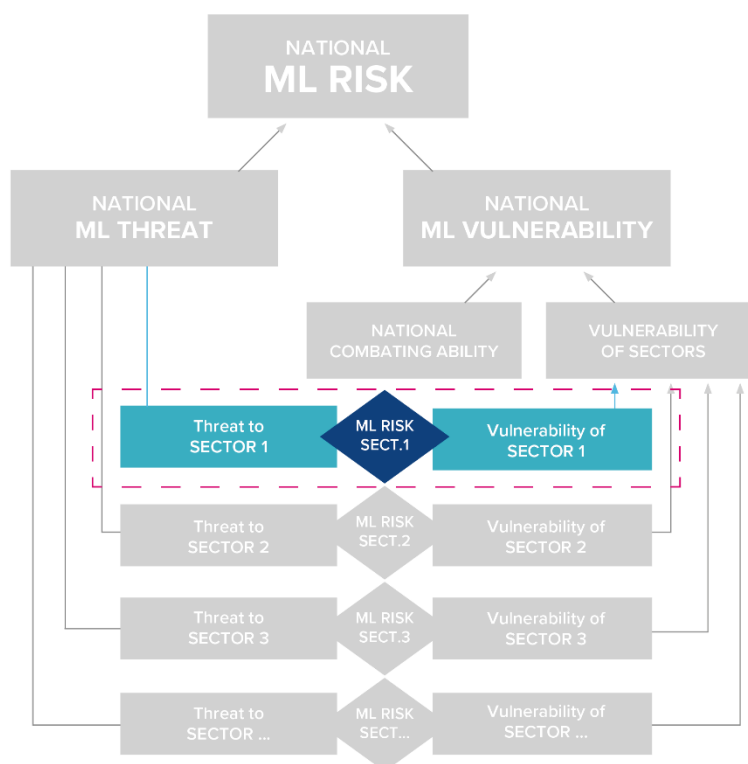 NATIONAL
ML RISK
NATIONAL
ML THREAT
NATIONAL
ML VULNERABILITY
NATIONAL
COMBATING ABILITY
VULNERABILITY
OF SECTORS
Threat to
SECTOR 1
ML RISK
SECT.1
Vulnerability of
SECTOR 1
Threat to
SECTOR 2
ML RISK
SECT.2
Vulnerability of
SECTOR 2
Threat to
SECTOR 3
ML RISK
SECT.3
Vulnerability of
SECTOR 3
Threat to
SECTOR ...
ML RISK
SECT...
Vulnerability of
SECTOR ...